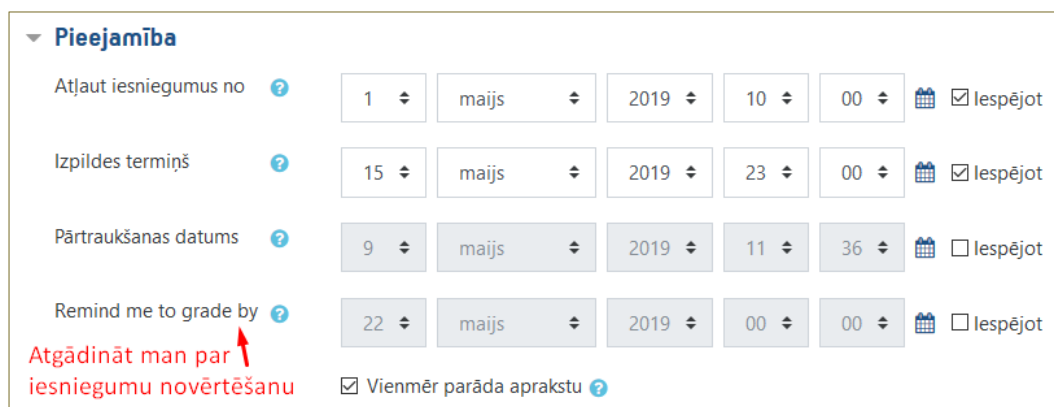 Pieejamība
Atļaut iesniegumus no 1 maijs 2019 10 00 Iespējot
Izpildes termiņš 15 maijs 2019 23 00 Iespējot
Pārtraukšanas datums 9 maijs 2019 11 36 Iespējot
Remind me to grade by 22 maijs 2019 00 00 Iespējot
Atgādināt man par
iesniegumu novērtēšanu
Vienmēr parāda aprakstu